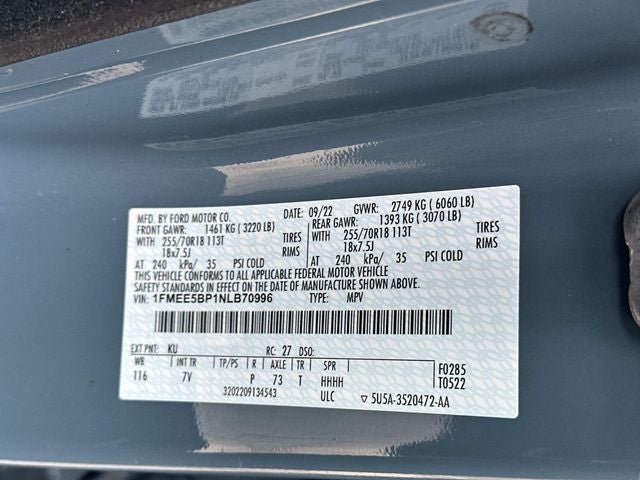 MFD. BY FORD MOTOR CO. DATE: 09/22 GVWR: 2749 KG ( 6060 LB)
FRONT GAWR: 1461 KG ( 3220 LB) REAR GAWR: 1393 KG ( 3070 LB)
WITH 255/70R18 113T TIRES WITH 255/70R18 113T TIRES
18x7.5J RIMS 18x7.5J RIMS
AT 240 kPa/ 35 PSI COLD AT 240 kPa/ 35 PSI COLD
THIS VEHICLE CONFORMS TO ALL APPLICABLE FEDERAL MOTOR VEHICLE
SAFETY STANDARDS IN EFFECT ON THE DATE OF MANUFACTURE SHOWN ABOVE.
VIN: 1FMEE5BP1NLB70996 TYPE: MPV
EXT PNT: KU RC: 27 DSO:
WB INT TR TP/PS R AXLE TR SPR F0285
116 7V P 73 T HHHH T0522
3202209134543 ULC ▽ 5U5A-3520472-AA